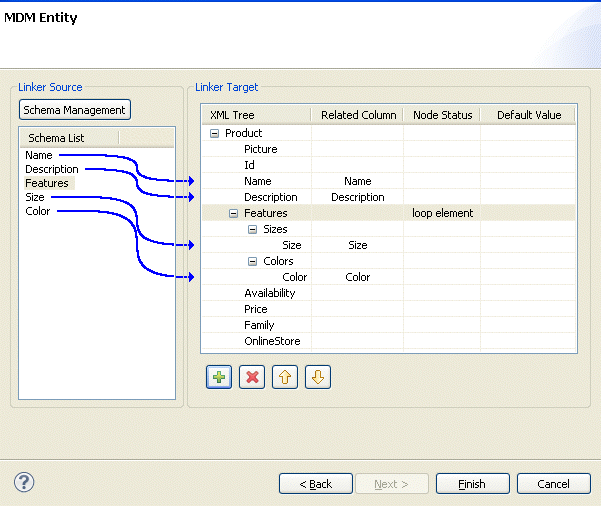 MDM Entity
Linker Source
Schema Management
Schema List
Name
Description
Features
Size
Color
Linker Target
XML Tree Related Column Node Status Default Value
Product
Picture
Id
Name Name
Description Description
Features loop element
Sizes
Size Size
Colors
Color Color
Availability
Price
Family
OnlineStore
? < Back Next > Finish Cancel